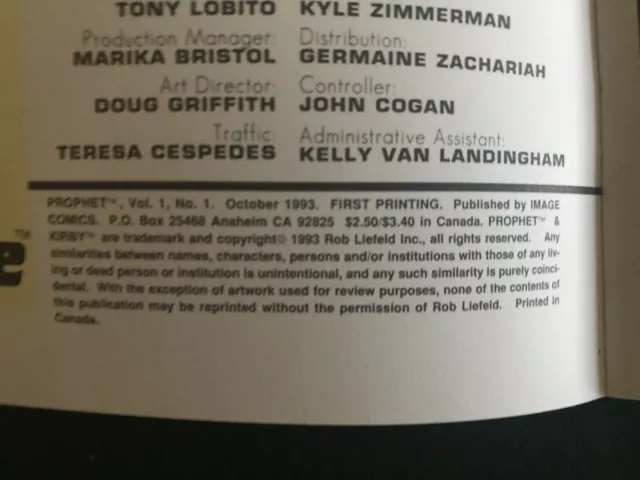 TONY LOBITO KYLE ZIMMERMAN
Production Manager: Distribution:
MARIKA BRISTOL GERMAINE ZACHARIAH
Art Director: Controller:
DOUG GRIFFITH JOHN COGAN
Traffic: Administrative Assistant:
TERESA CESPEDES KELLY VAN LANDINGHAM
PROPHET™, Vol. 1, No. 1. October 1993. FIRST PRINTING. Published by IMAGE
COMICS. P.O. Box 25468 Anaheim CA 92825 $2.50/$3.40 in Canada. PROPHET™ &
KIRBY™ are trademark and copyright© 1993 Rob Liefeld Inc., all rights reserved. Any
similarities between names, characters, persons and/or institutions with those of any liv-
ing or dead person or institution is unintentional, and any such similarity is purely coinci-
dental. With the exception of artwork used for review purposes, none of the contents of
this publication may be reprinted without the permission of Rob Liefeld. Printed in
Canada.
e™